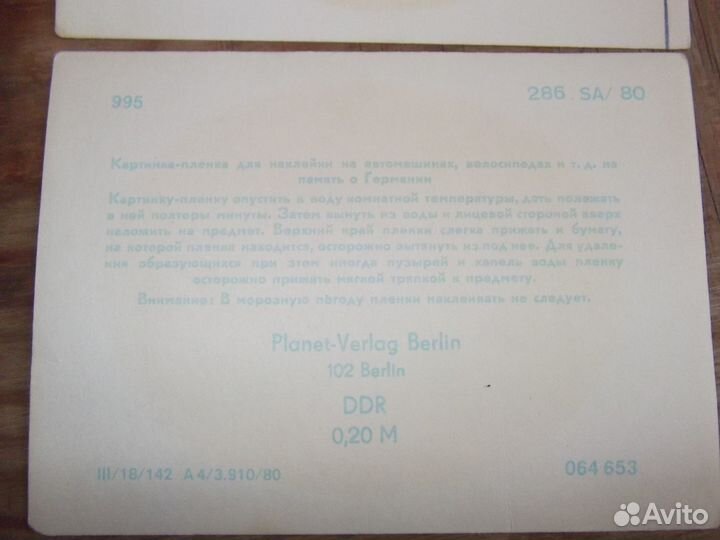 995
286 SA/ 80
Картинка-пленка для наклейки на автомашинах, велосипедах и т. д. на
память о Германии
Картинку-пленку опустить в воду комнатной температуры, дать полежать
в ней полторы минуты. Затем вынуть из воды и лицевой стороной вверх
наложить на предмет. Верхний край пленки слегка прижать и бумагу,
на которой пленка находится, осторожно вытянуть из под нее. Для удале-
ния образующихся при этом иногда пузырей и капель воды пленку
осторожно прижать мягкой тряпкой к предмету.
Внимание: В морозную погоду пленки наклеивать не следует.
Planet-Verlag Berlin
102 Berlin
DDR
0,20 M
III/18/142 A 4/3.910/80
064 653
Avito